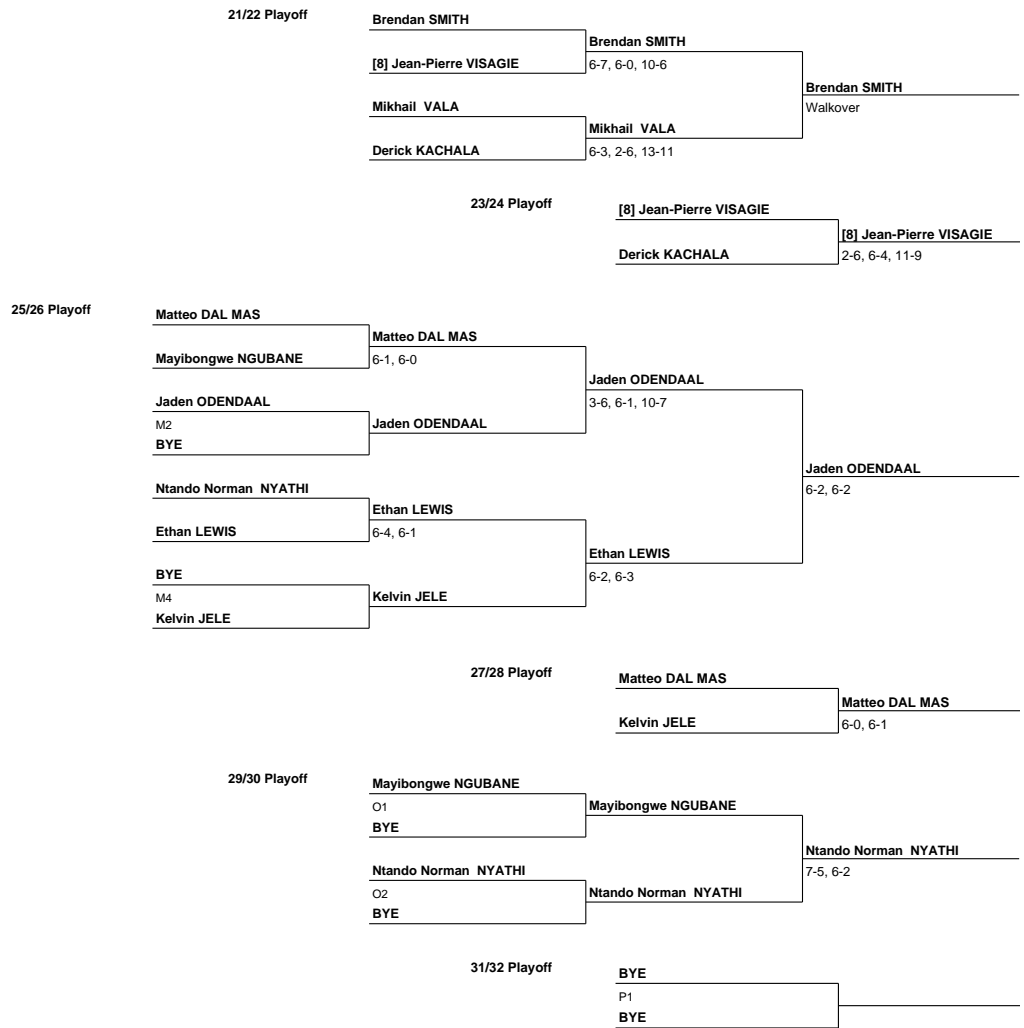 21/22 Playoff
Brendan SMITH
Brendan SMITH
[8] Jean-Pierre VISAGIE
6-7, 6-0, 10-6
Brendan SMITH
Mikhail  VALA
Walkover
Mikhail  VALA
Derick KACHALA
6-3, 2-6, 13-11
23/24 Playoff
[8] Jean-Pierre VISAGIE
[8] Jean-Pierre VISAGIE
Derick KACHALA
2-6, 6-4, 11-9
25/26 Playoff
Matteo DAL MAS
Matteo DAL MAS
Mayibongwe NGUBANE
6-1, 6-0
Jaden ODENDAAL
Jaden ODENDAAL
3-6, 6-1, 10-7
M2
Jaden ODENDAAL
BYE
Jaden ODENDAAL
Ntando Norman  NYATHI
6-2, 6-2
Ethan LEWIS
Ethan LEWIS
6-4, 6-1
Ethan LEWIS
BYE
6-2, 6-3
M4
Kelvin JELE
Kelvin JELE
27/28 Playoff
Matteo DAL MAS
Matteo DAL MAS
Kelvin JELE
6-0, 6-1
29/30 Playoff
Mayibongwe NGUBANE
O1
Mayibongwe NGUBANE
BYE
Ntando Norman  NYATHI
Ntando Norman  NYATHI
7-5, 6-2
O2
Ntando Norman  NYATHI
BYE
31/32 Playoff
BYE
P1
BYE